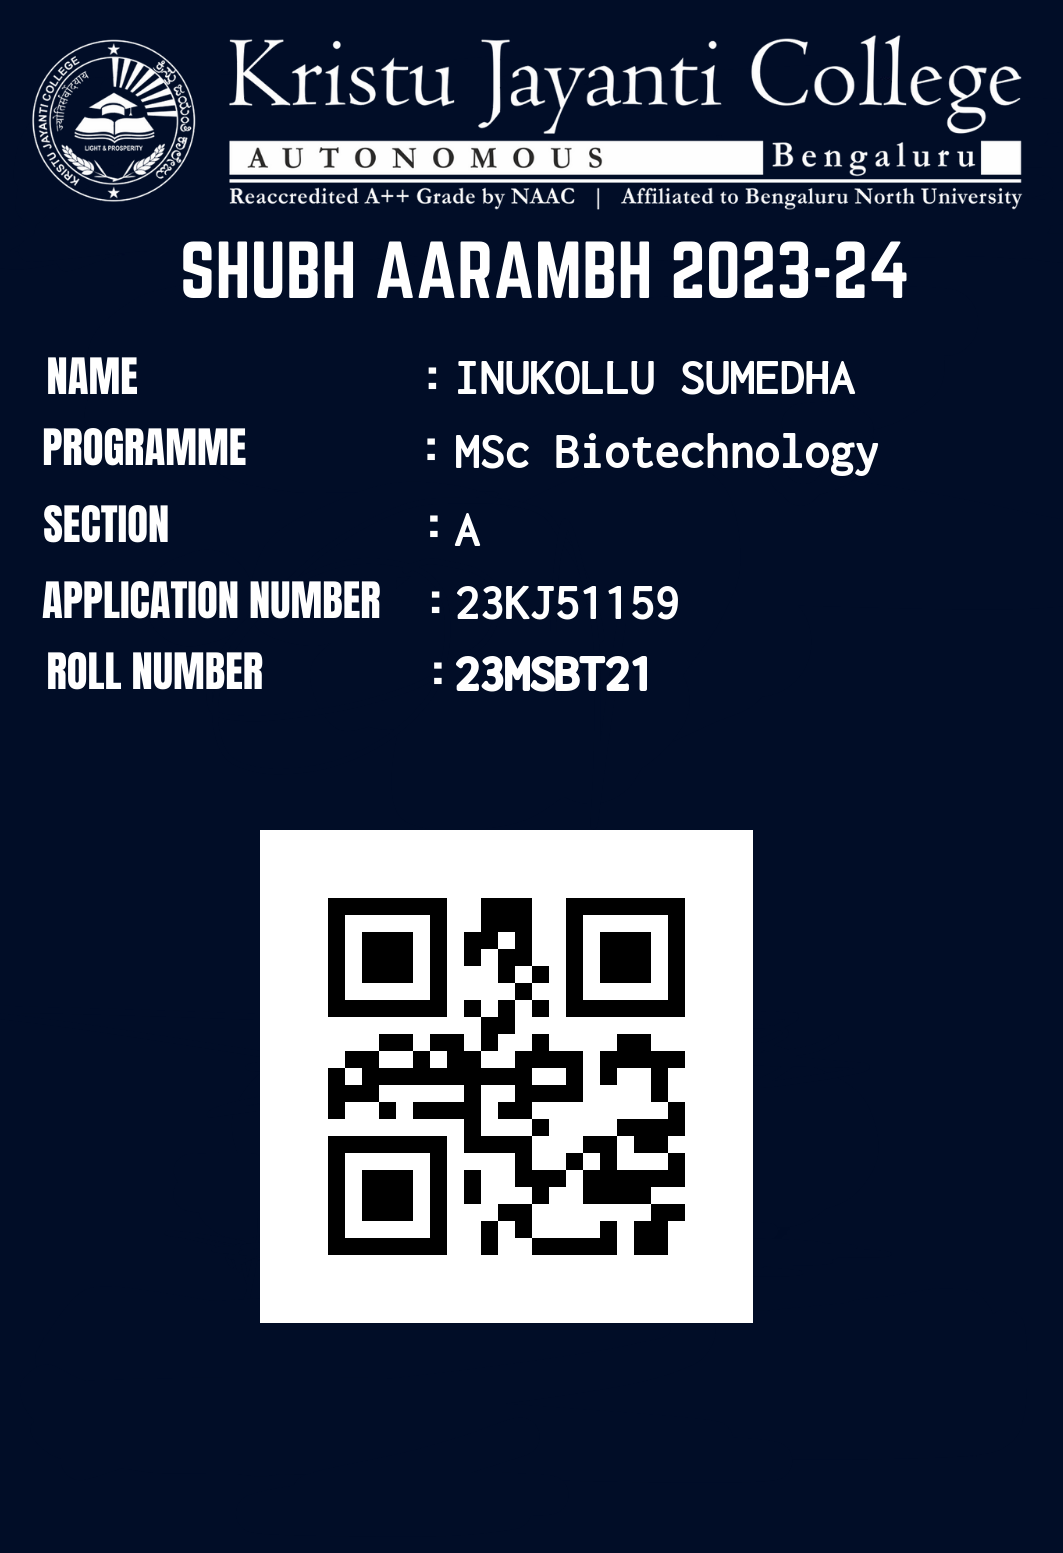 KRISTU JAYANTI COLLEGE
ಕ್ರಿಸ್ತು ಜಯಂತಿ ಕಾಲೇಜು
LIGHT & PROSPERITY
Kristu Jayanti College
AUTONOMOUS Bengaluru
Reaccredited A++ Grade by NAAC | Affiliated to Bengaluru North University
SHUBH AARAMBH 2023-24
NAME : INUKOLLU SUMEDHA
PROGRAMME : MSc Biotechnology
SECTION : A
APPLICATION NUMBER : 23KJ51159
ROLL NUMBER : 23MSBT21